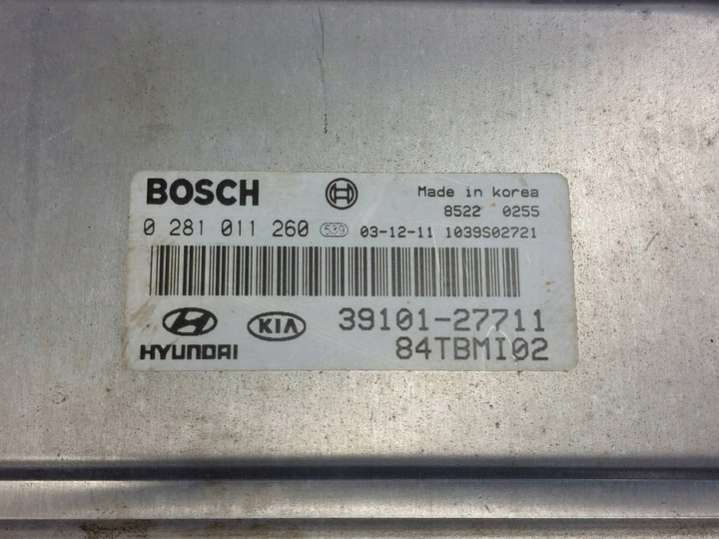 BOSCH Made in korea
8522 0255
0 281 011 260 539 03-12-11 1039S02721
39101-27711
HYUNDAI KIA 84TBMI02